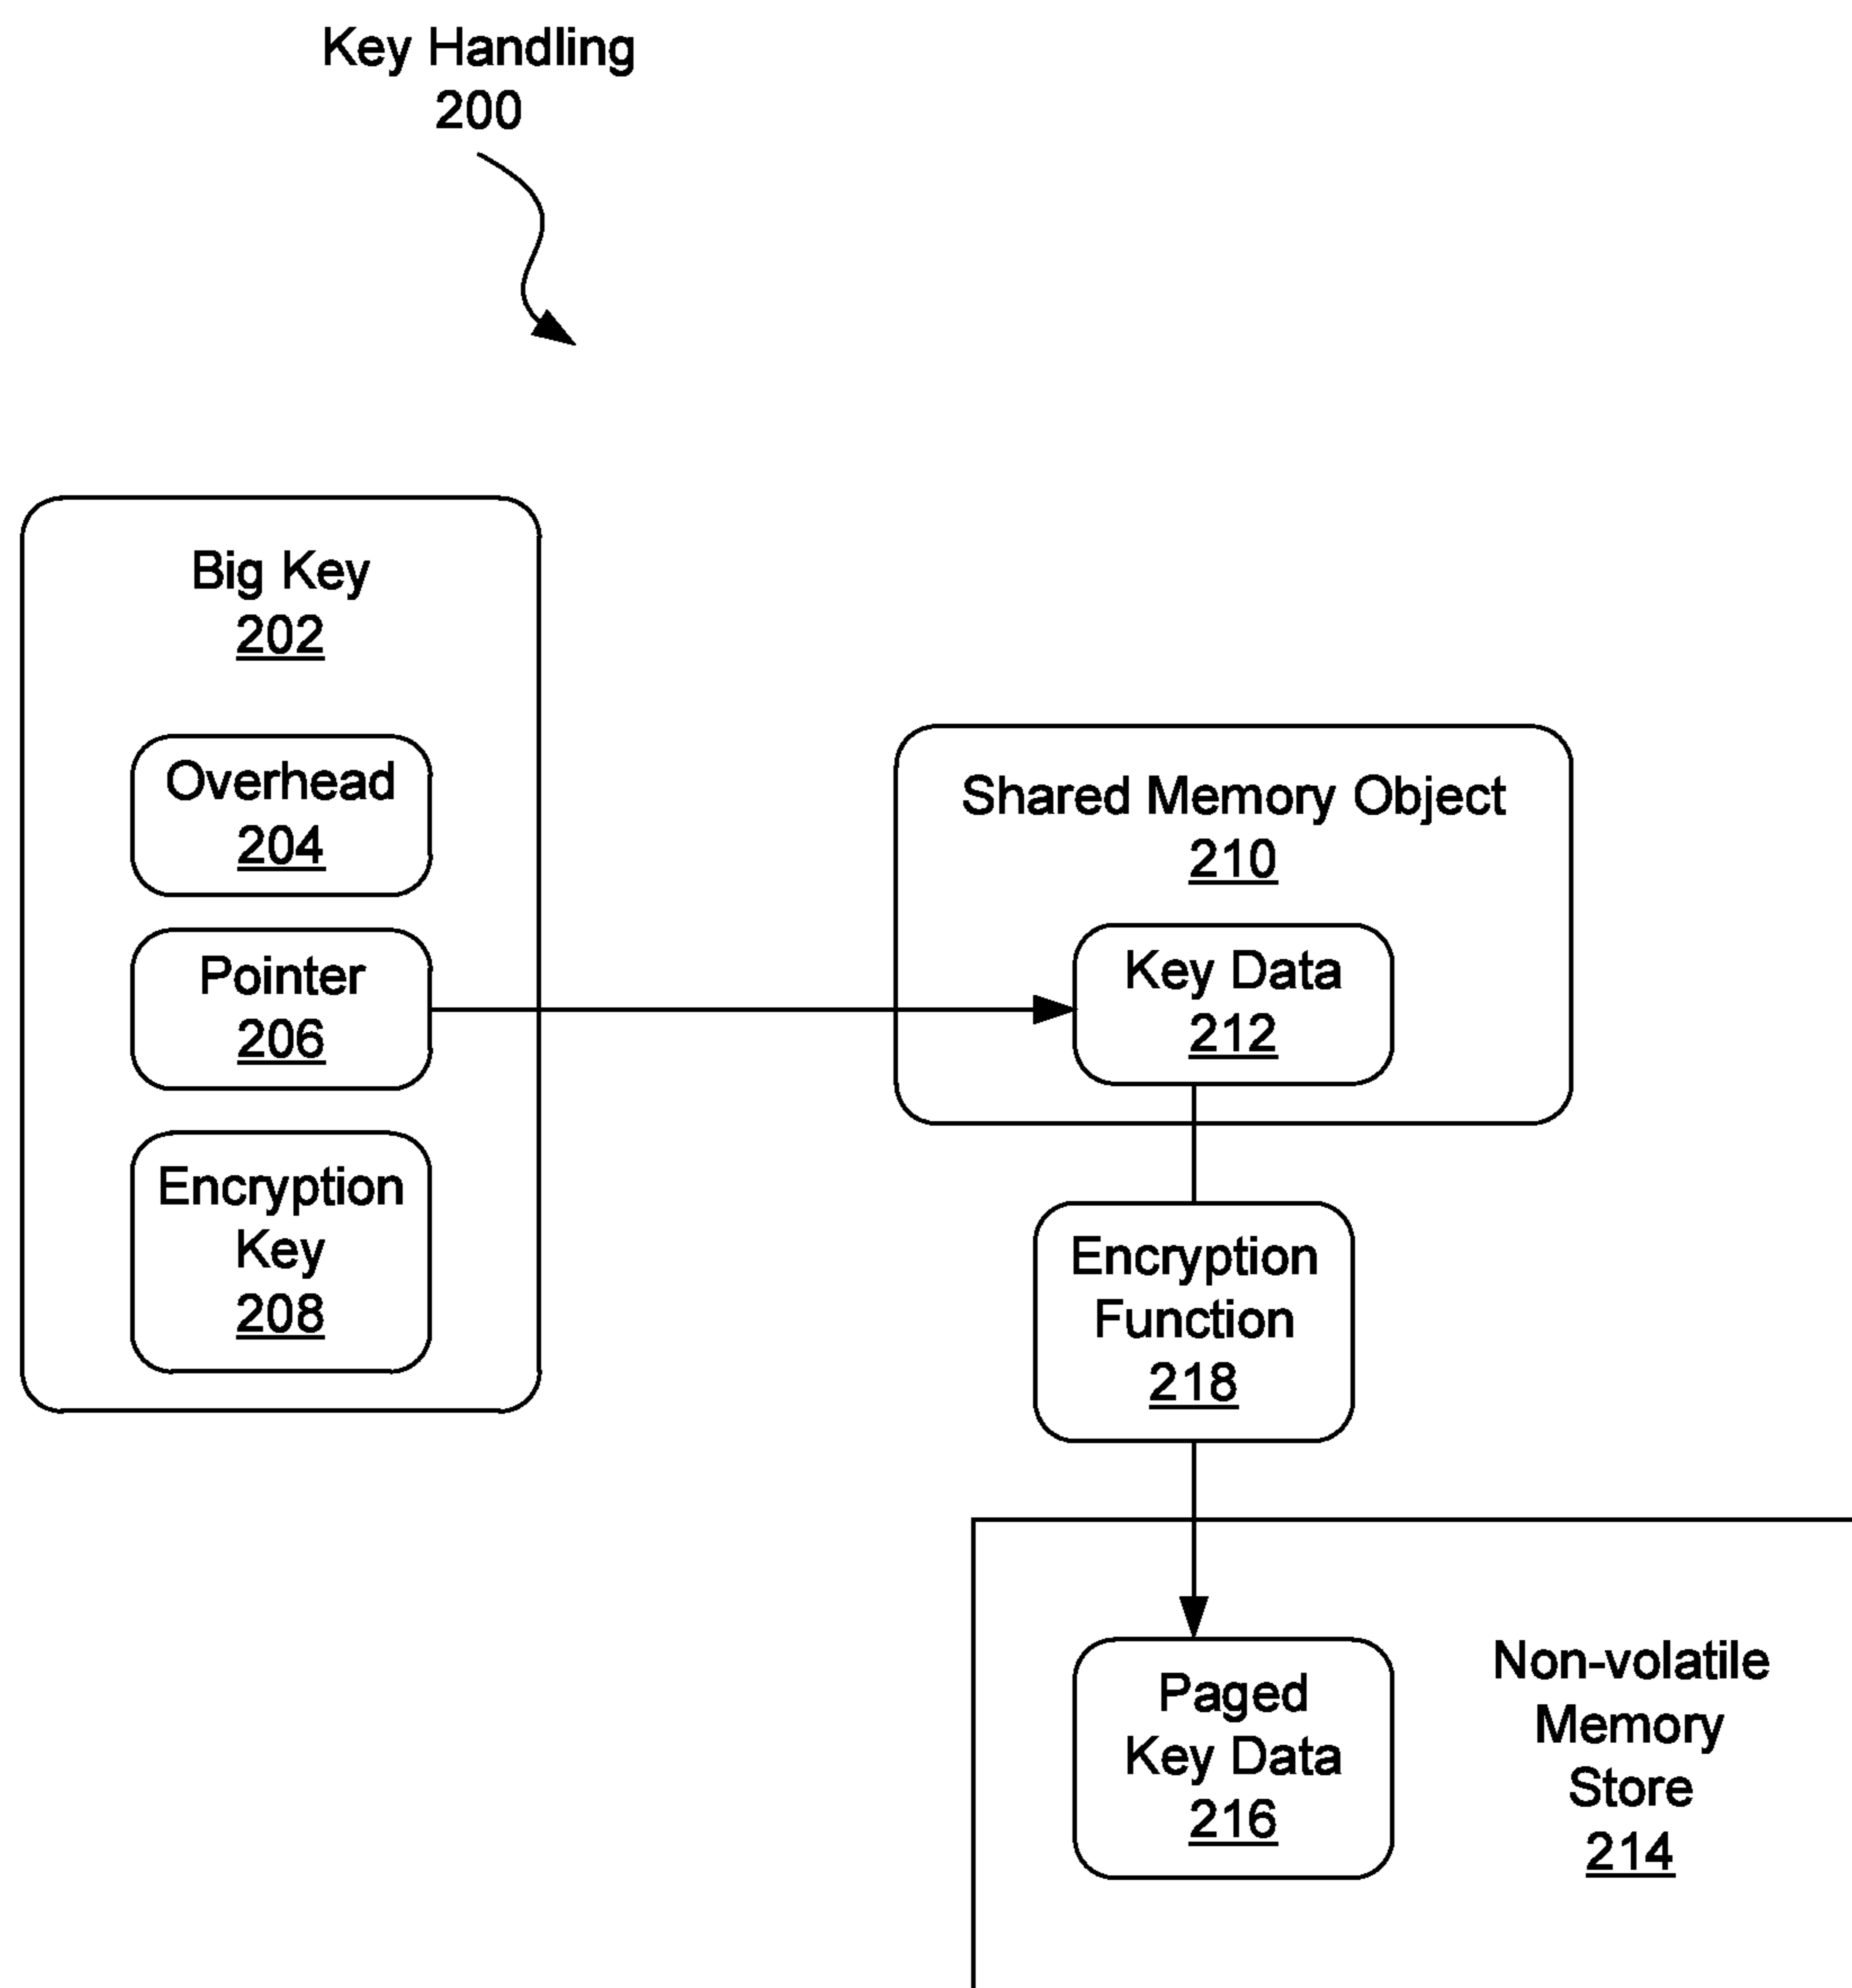 Key Handling
200
Big Key
202
Overhead
204
Pointer
206
Encryption
Key
208
Shared Memory Object
210
Key Data
212
Encryption
Function
218
Paged
Key Data
216
Non-volatile
Memory
Store
214